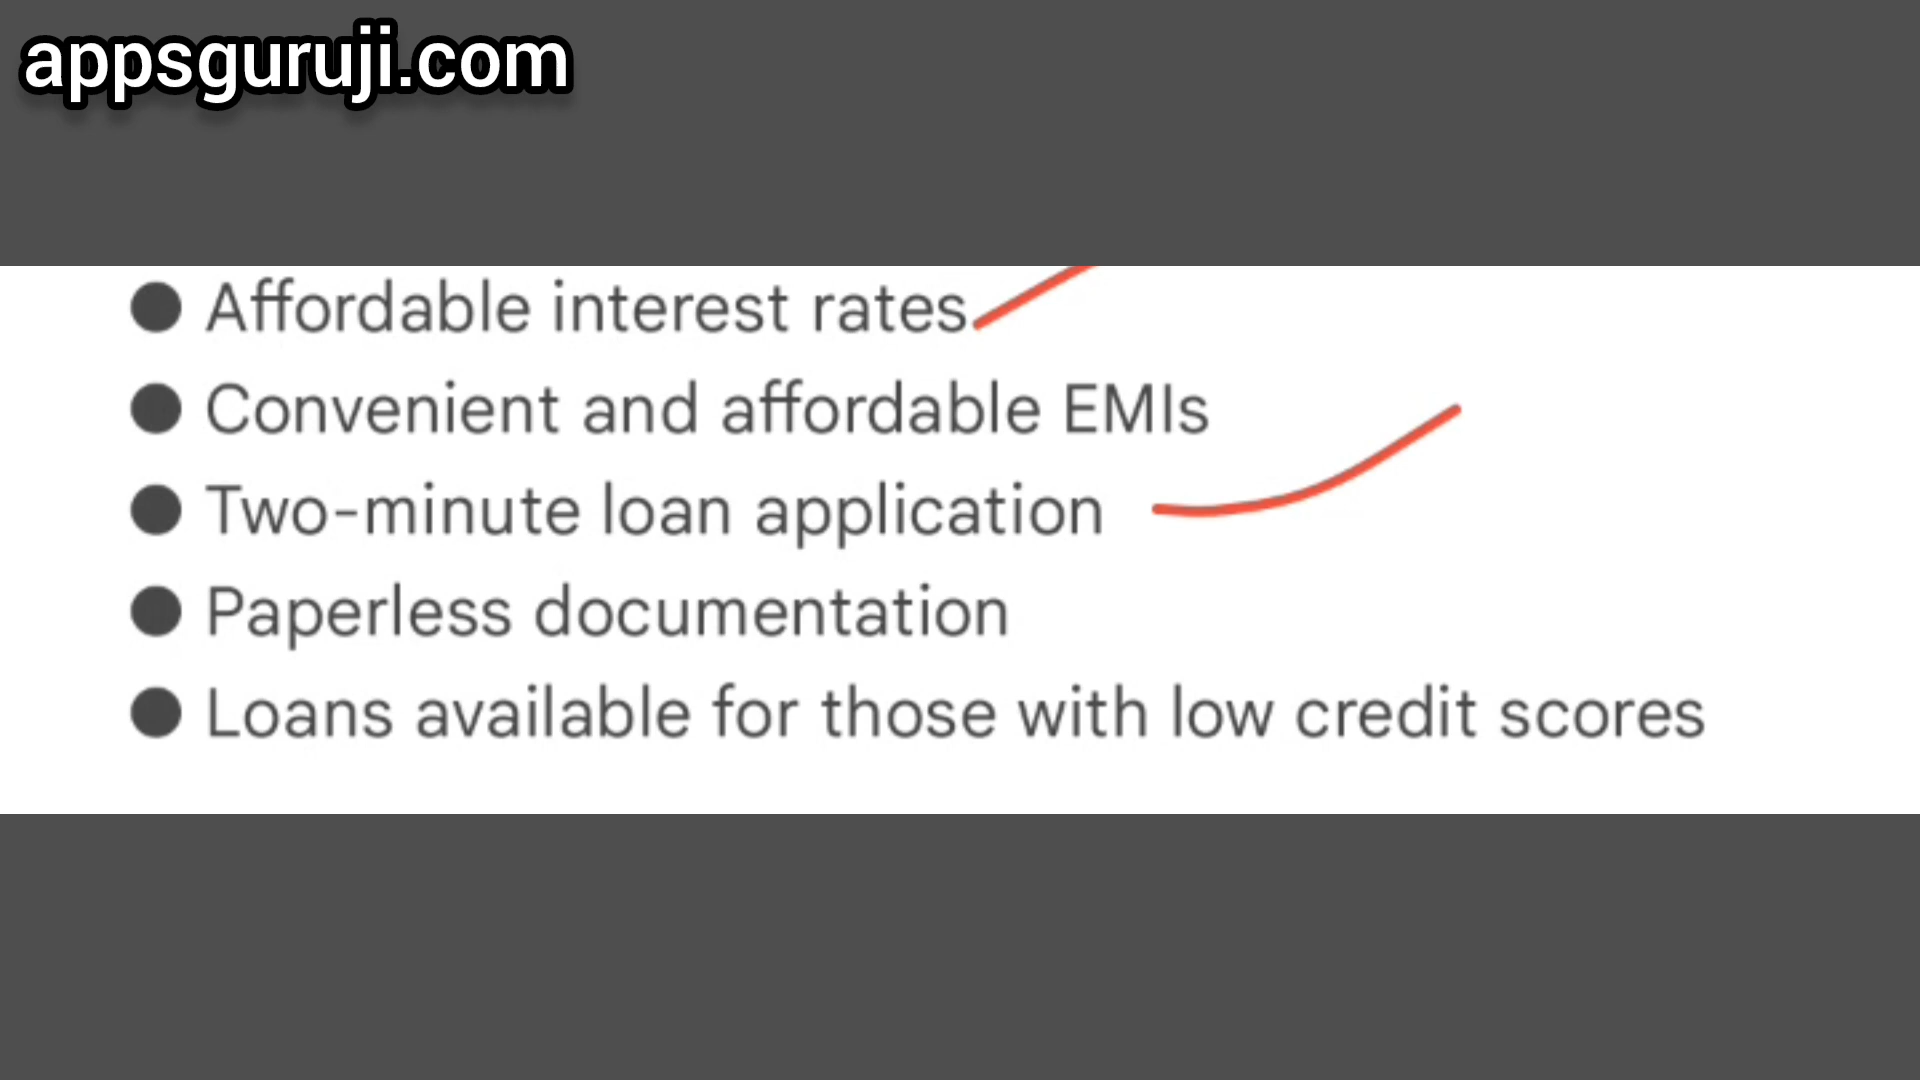 appsguruji.com
● Affordable interest rates
● Convenient and affordable EMIs
● Two-minute loan application
● Paperless documentation
● Loans available for those with low credit scores